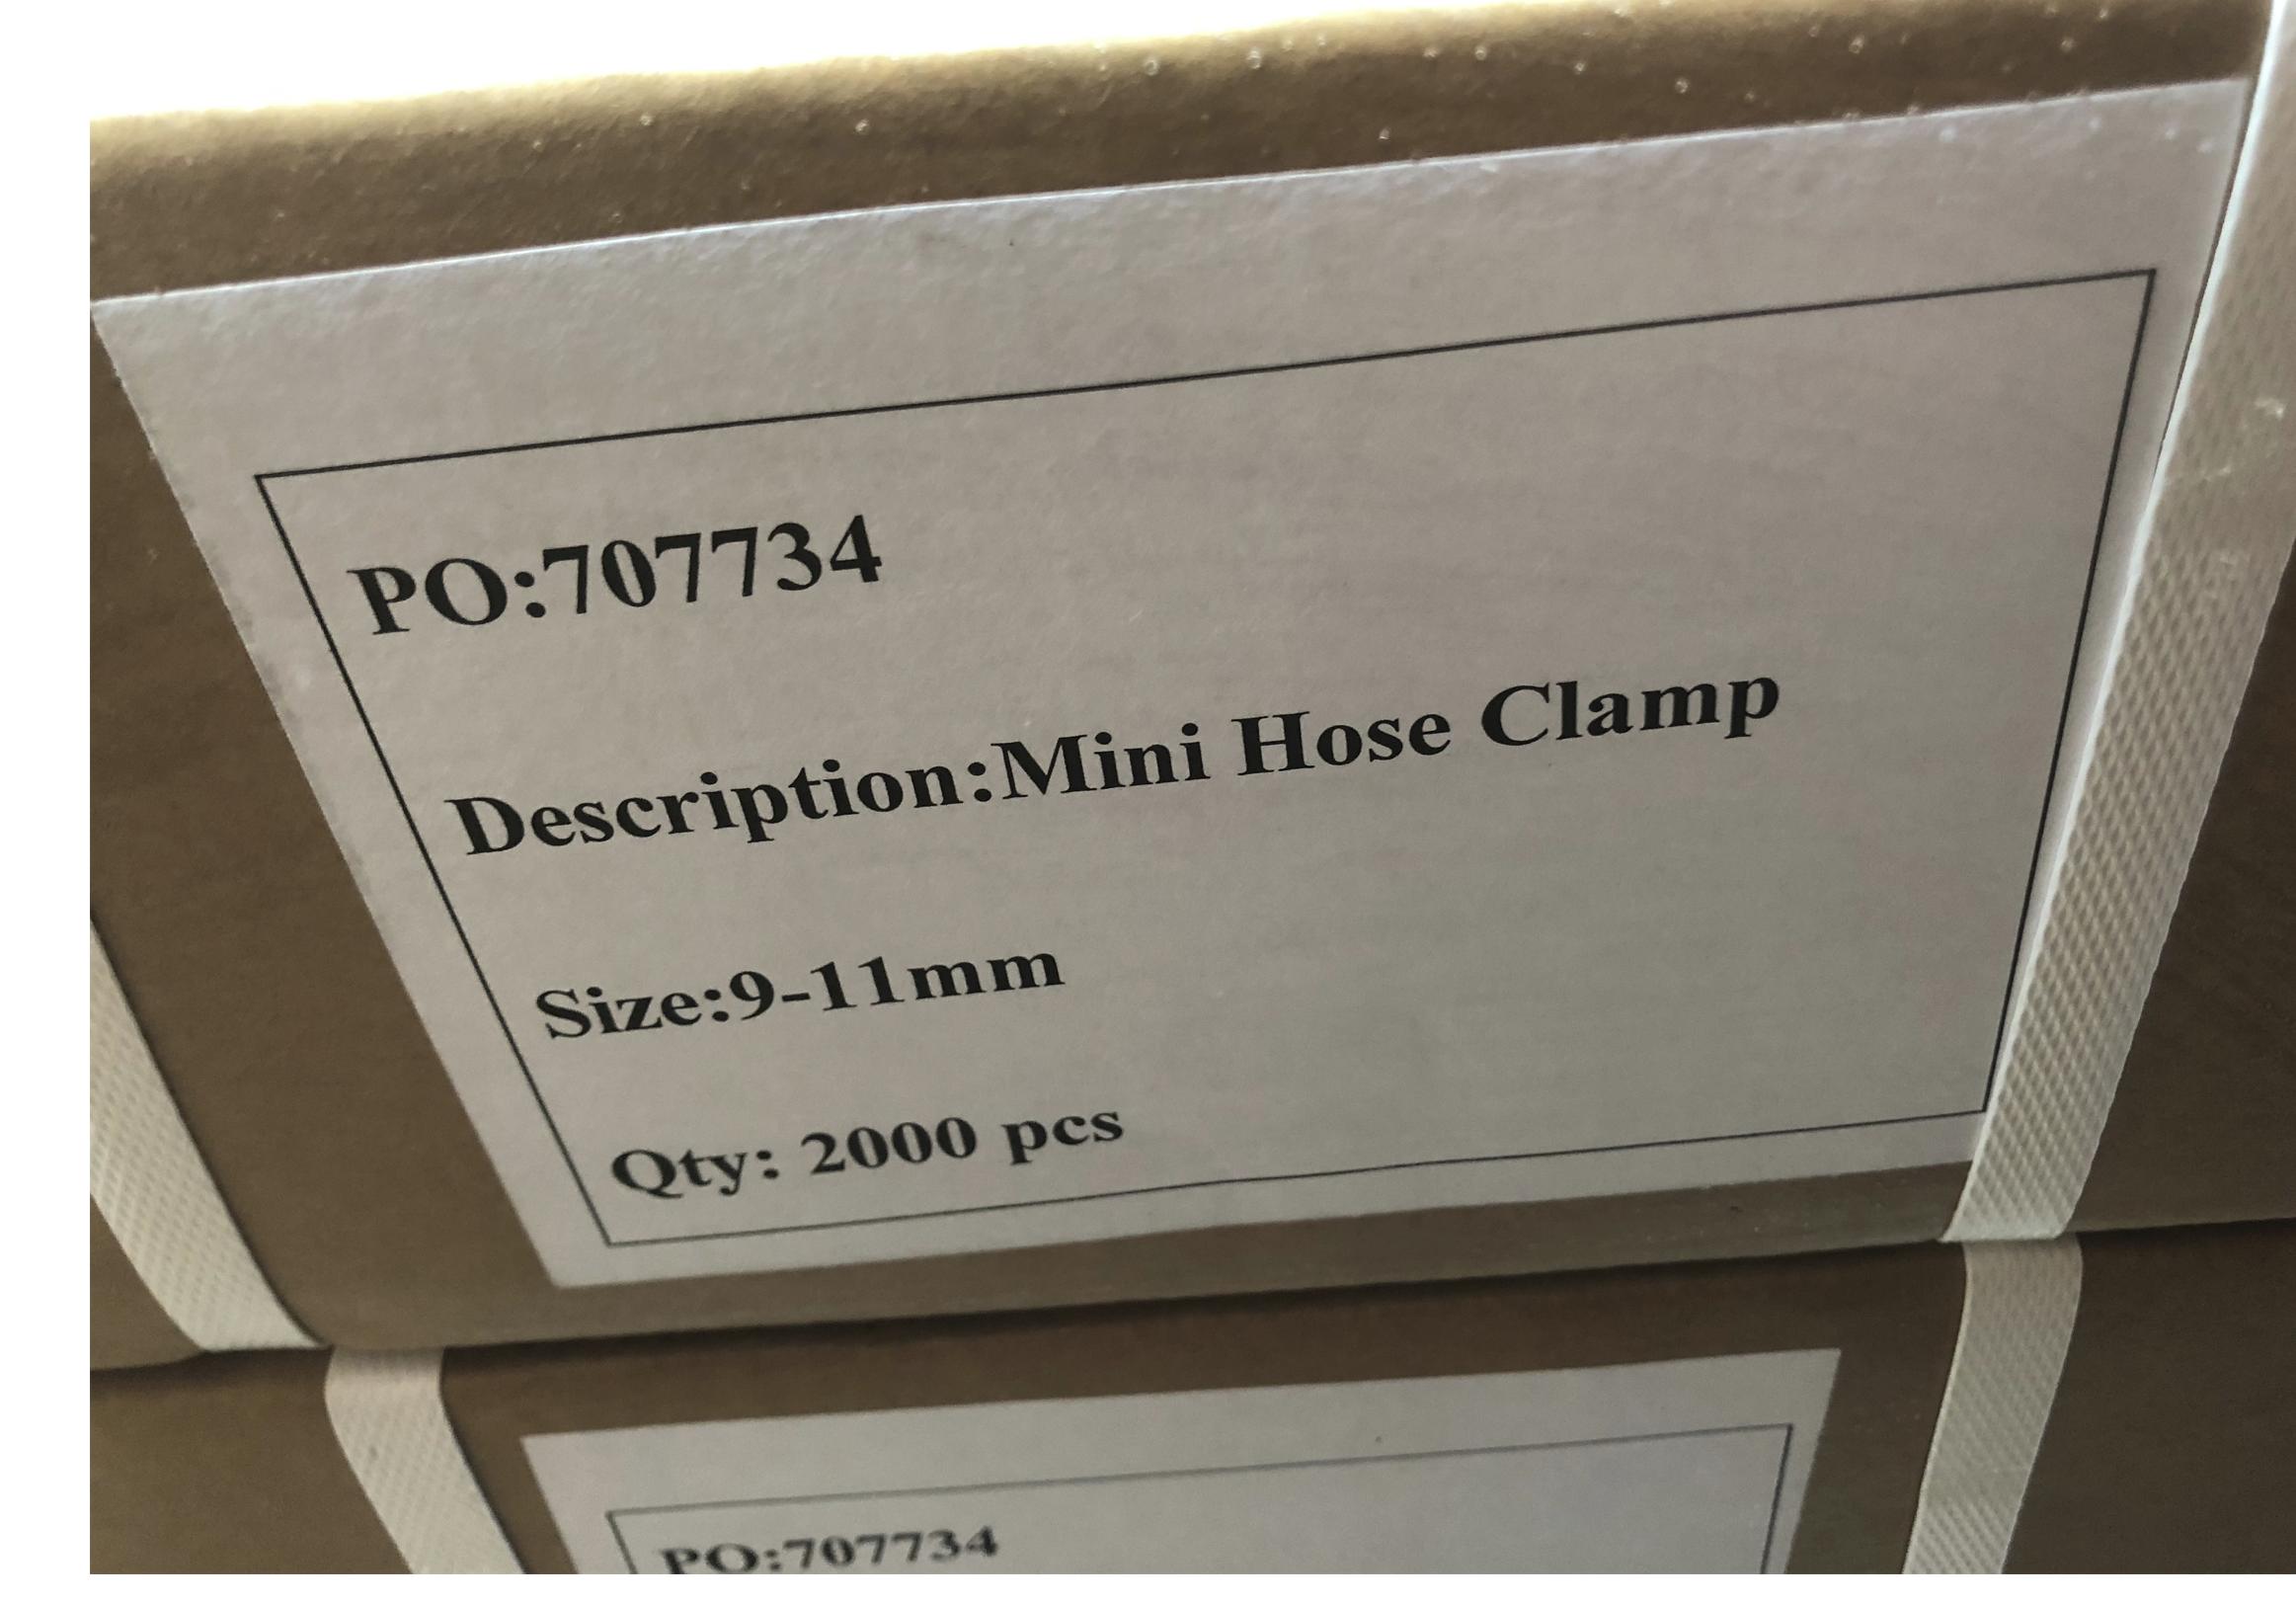 PO:707734
Description:Mini Hose Clamp
Size:9-11mm
Qty: 2000 pcs
PO:707734